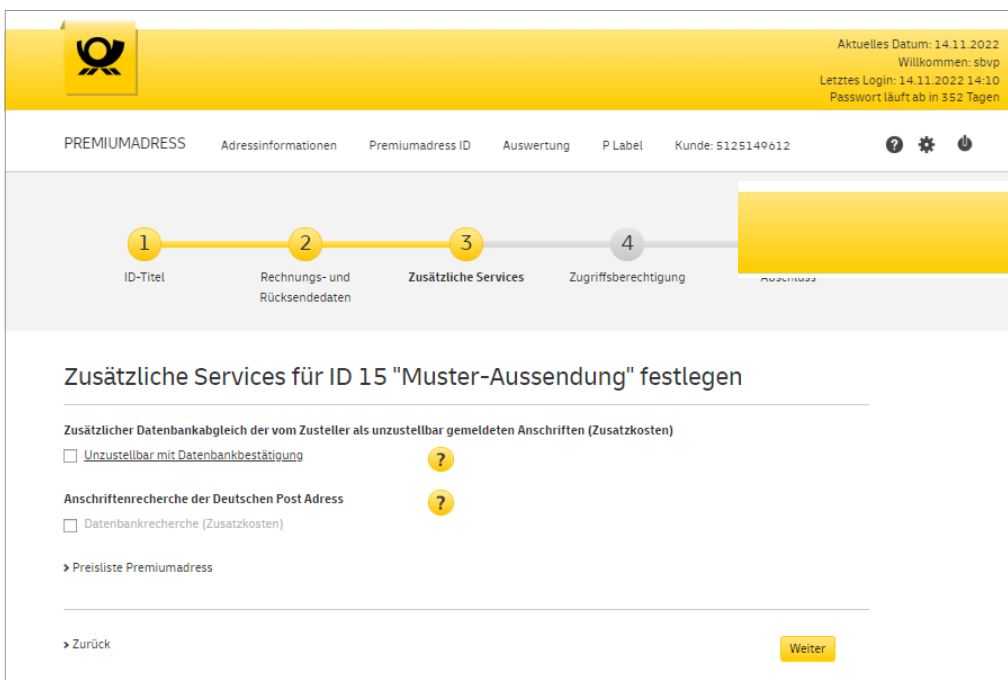 Aktuelles Datum: 14.11.2022
Willkommen: sbvp
Letztes Login: 14.11.2022 14:10
Passwort läuft ab in 352 Tagen
PREMIUMADRESS Adressinformationen Premiumadress ID Auswertung P Label Kunde: 5125149612 ?
1 2 3 4
ID-Titel Rechnungs- und Zusätzliche Services Zugriffsberechtigung Abschluss
Rücksendedaten
Zusätzliche Services für ID 15 "Muster-Aussendung" festlegen
Zusätzlicher Datenbankabgleich der vom Zusteller als unzustellbar gemeldeten Anschriften (Zusatzkosten)
Unzustellbar mit Datenbankbestätigung ?
Anschriftenrecherche der Deutschen Post Adress ?
Datenbankrecherche (Zusatzkosten)
> Preisliste Premiumadress
> Zurück Weiter